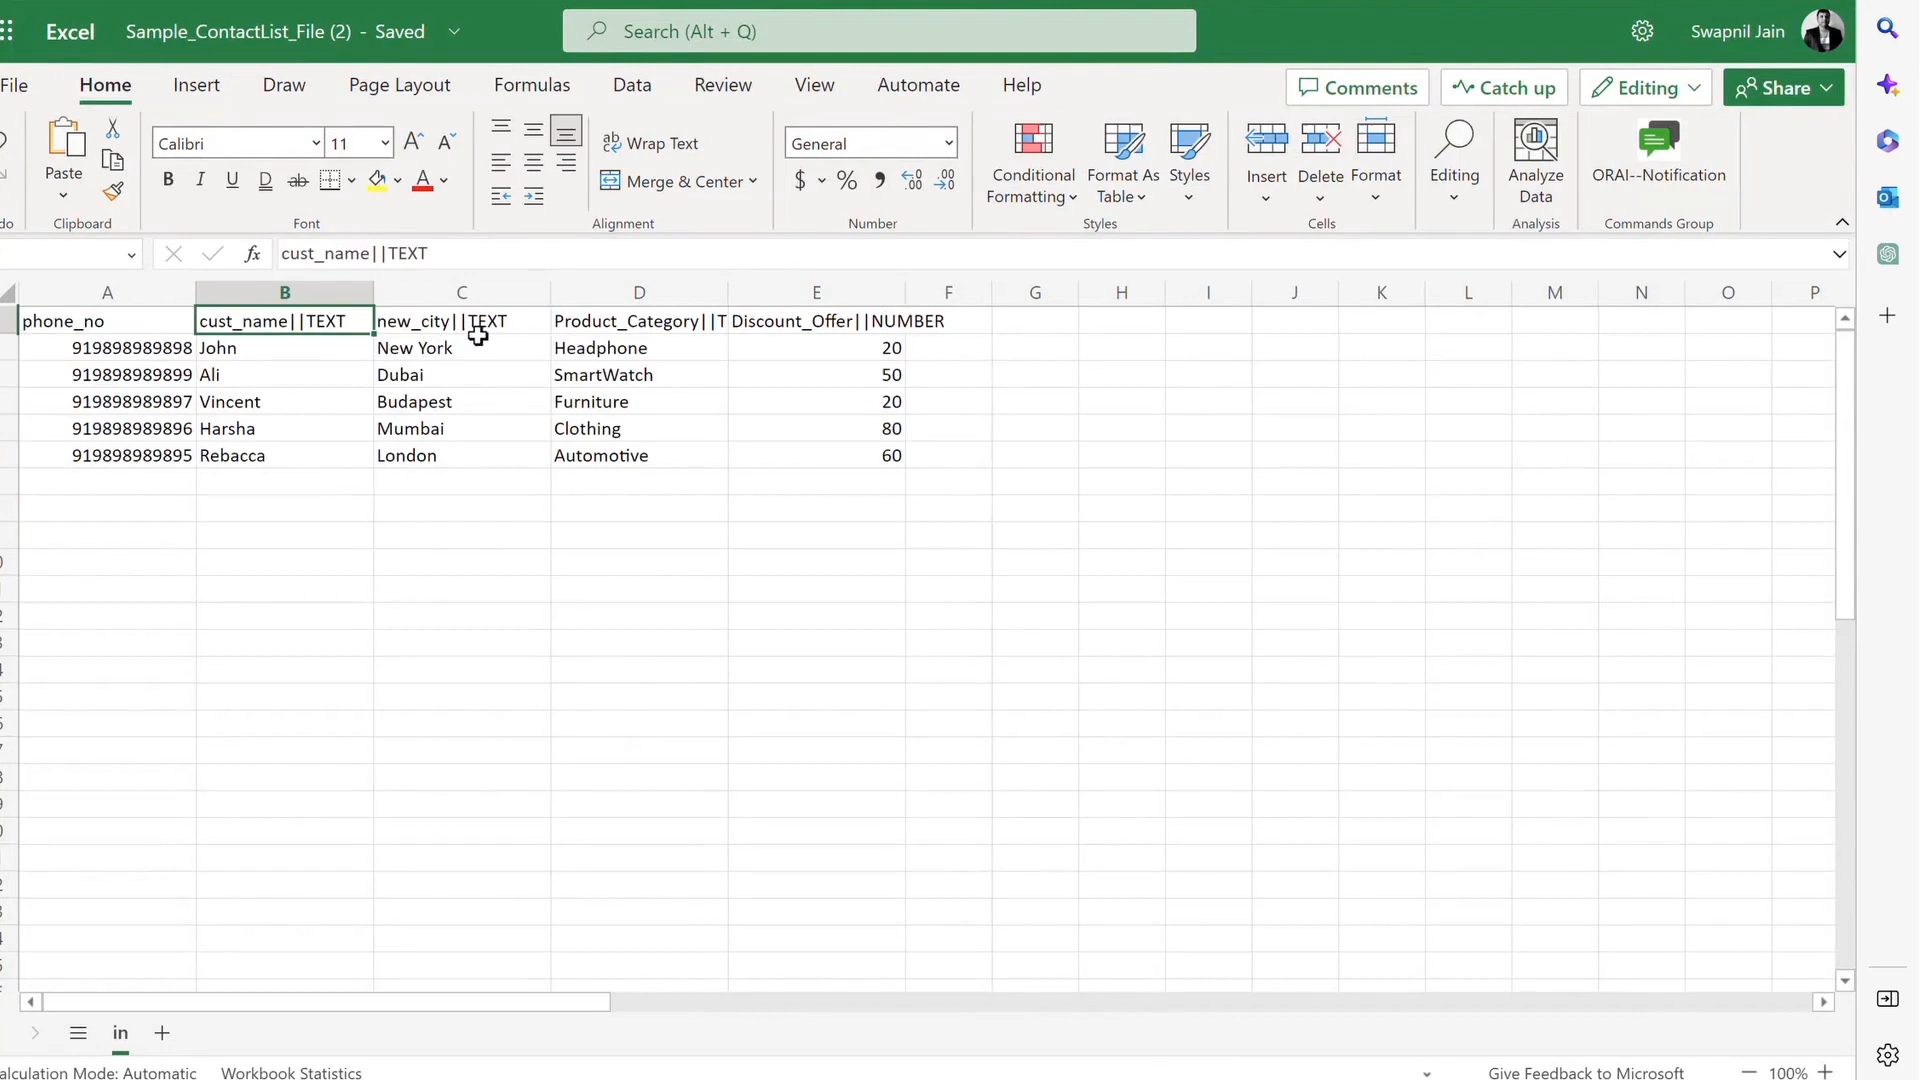 Excel Sample_ContactList_File (2) - Saved Search (Alt + Q) Swapnil Jain
File Home Insert Draw Page Layout Formulas Data Review View Automate Help Comments Catch up Editing Share
Calibri 11 Wrap Text General
Paste Merge & Center Conditional Formatting Format As Table Styles Insert Delete Format Editing Analyze Data ORAI--Notification
Clipboard Font Alignment Number Styles Cells Analysis Commands Group
fx cust_name||TEXT
A B C D E F G H I J K L M N O P
phone_no cust_name||TEXT new_city||TEXT Product_Category||T Discount_Offer||NUMBER
919898989898 John New York Headphone 20
919898989899 Ali Dubai SmartWatch 50
919898989897 Vincent Budapest Furniture 20
919898989896 Harsha Mumbai Clothing 80
919898989895 Rebacca London Automotive 60
in
alculation Mode: Automatic Workbook Statistics Give Feedback to Microsoft 100%